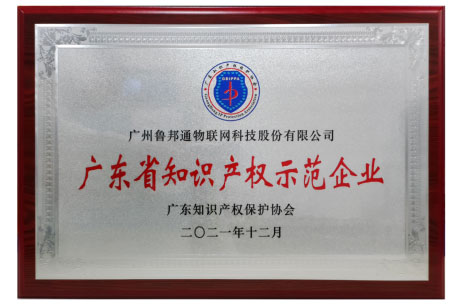 GDIPPA
广州鲁邦通物联网科技股份有限公司
广东省知识产权示范企业
广东知识产权保护协会
二〇二一年十二月